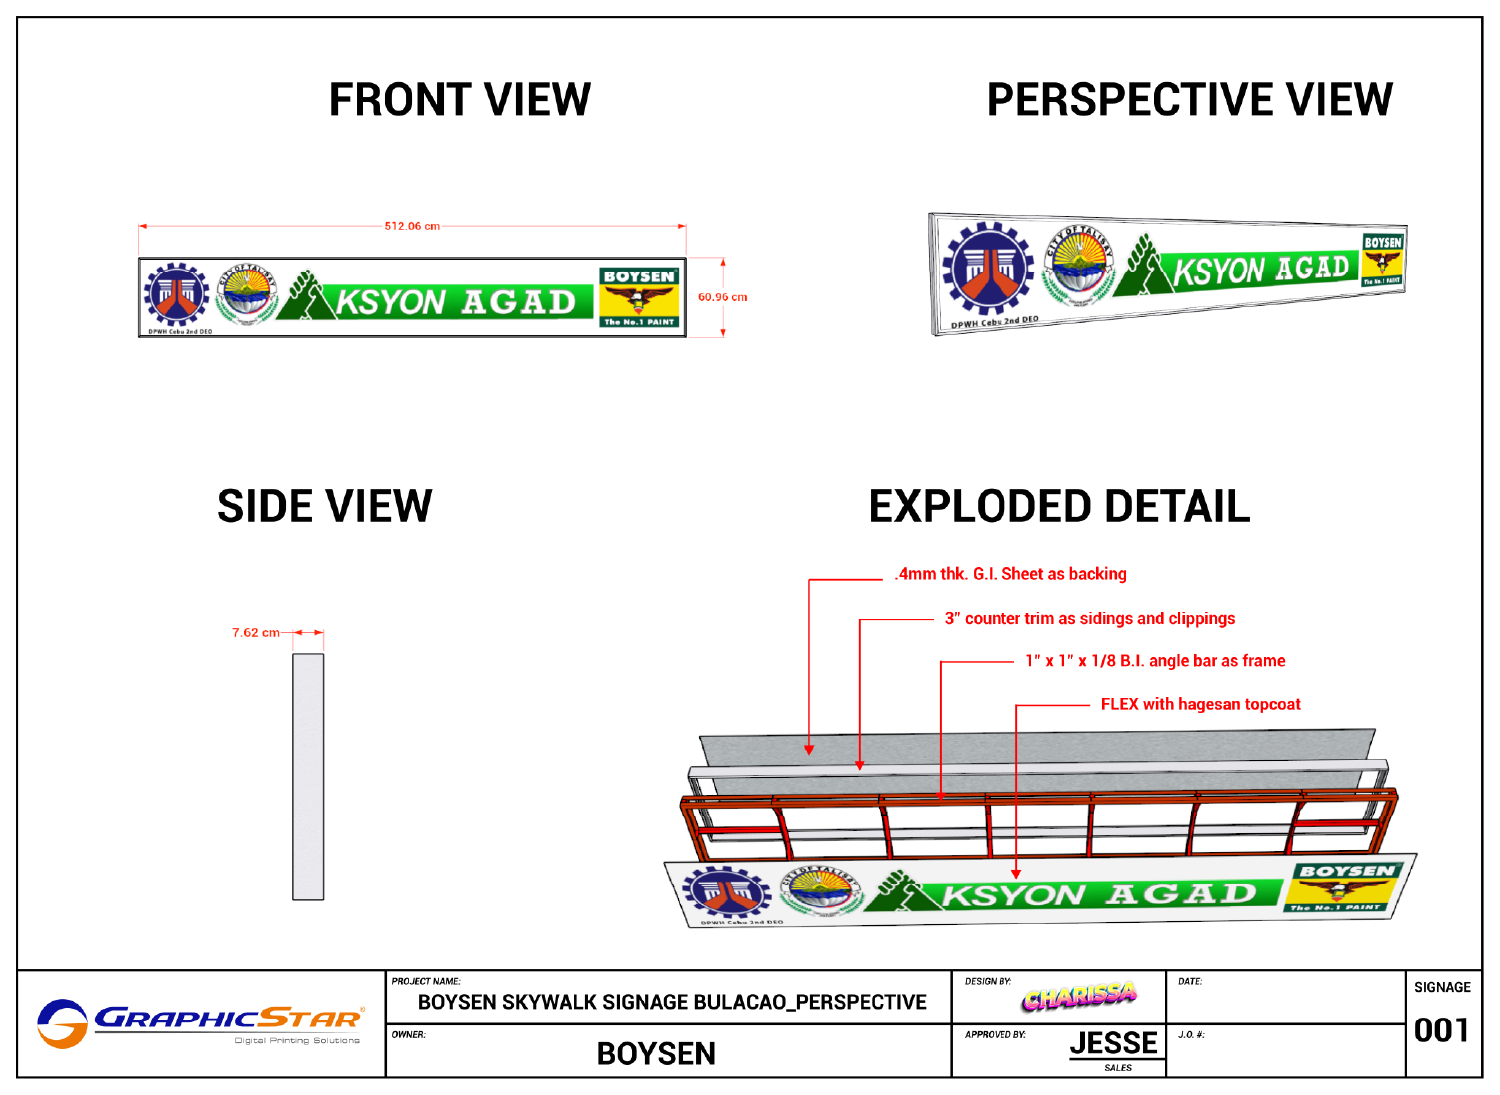 FRONT VIEW
PERSPECTIVE VIEW
512.06 cm
60.96 cm
CITY OF TALISAY
KSYON AGAD
BOYSEN
The No.1 PAINT
DPWH Cebu 2nd DEO
CITY OF TALISAY
KSYON AGAD
BOYSEN
The No.1 PAINT
DPWH Cebu 2nd DEO
SIDE VIEW
EXPLODED DETAIL
7.62 cm
.4mm thk. G.I. Sheet as backing
3" counter trim as sidings and clippings
1" x 1" x 1/8 B.I. angle bar as frame
FLEX with hagesan topcoat
CITY OF TALISAY
KSYON AGAD
BOYSEN
The No.1 PAINT
DPWH Cebu 2nd DEO
GRAPHICSTAR®
Digital Printing Solutions
PROJECT NAME:
BOYSEN SKYWALK SIGNAGE BULACAO_PERSPECTIVE
OWNER:
BOYSEN
DESIGN BY:
CHARISSA
APPROVED BY:
JESSE
SALES
DATE:
J.O. #:
SIGNAGE
001